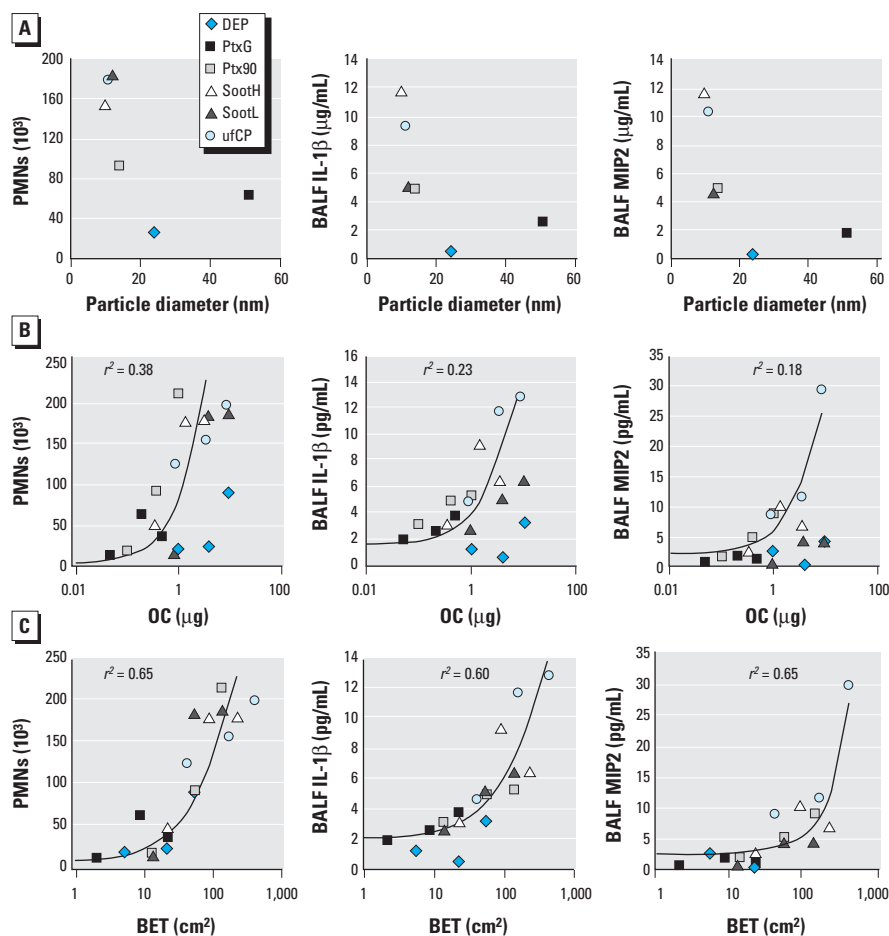 A
DEP
PtxG
Ptx90
SootH
SootL
ufCP
PMNs (10³)
200
160
120
80
40
0
0 20 40 60
Particle diameter (nm)
BALF IL-1β (μg/mL)
14
12
10
8
6
4
2
0
0 20 40 60
Particle diameter (nm)
BALF MIP2 (μg/mL)
14
12
10
8
6
4
2
0
0 20 40 60
Particle diameter (nm)
B
PMNs (10³)
250
200
150
100
50
0
r² = 0.38
0.01 1 100
OC (μg)
BALF IL-1β (pg/mL)
16
14
12
10
8
6
4
2
0
r² = 0.23
0.01 1 100
OC (μg)
BALF MIP2 (pg/mL)
35
30
25
20
15
10
5
0
r² = 0.18
0.01 1 100
OC (μg)
C
PMNs (10³)
250
200
150
100
50
0
r² = 0.65
1 10 100 1,000
BET (cm²)
BALF IL-1β (pg/mL)
14
12
10
8
6
4
2
0
r² = 0.60
1 10 100 1,000
BET (cm²)
BALF MIP2 (pg/mL)
35
30
25
20
15
10
5
0
r² = 0.65
1 10 100 1,000
BET (cm²)